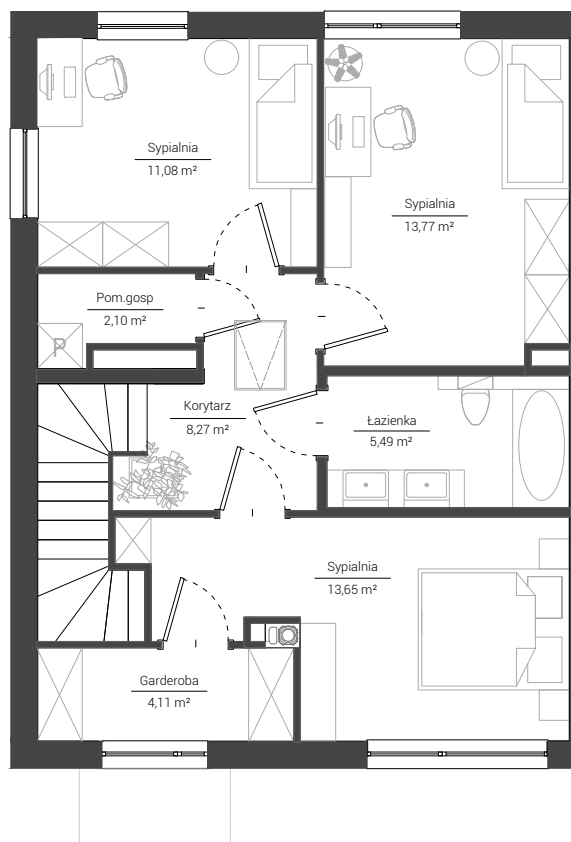 Sypialnia
11,08 m²
Sypialnia
13,77 m²
Pom.gosp
2,10 m²
P
Korytarz
8,27 m²
Łazienka
5,49 m²
Sypialnia
13,65 m²
Garderoba
4,11 m²